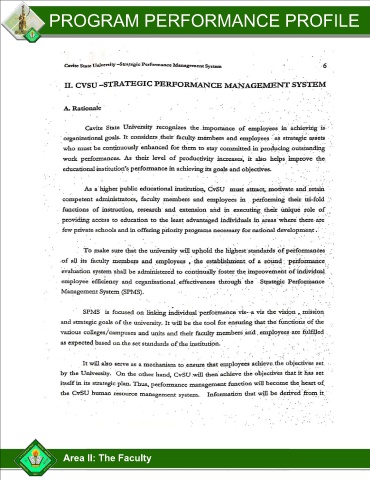 PROGRAM PERFORMANCE PROFILE
Cavite State University –Strategic Performance Management System 6
II. CVSU –STRATEGIC PERFORMANCE MANAGEMENT SYSTEM
A. Rationale
Cavite State University recognizes the importance of employees in achieving is
organizational goals. It considers their faculty members and employees as strategic assets
who must be continuously enhanced for them to stay committed in producing outstanding
work performances. As their level of productivity increases, it also helps improve the
educational institution's performance in achieving its goals and objectives.
As a higher public educational institution, CvSU must attract, motivate and retain
competent administrators, faculty members and employees in performing their tri-fold
functions of instruction, research and extension and in executing their unique role of
providing access to education to the least advantaged individuals in areas where there are
few private schools and in offering priority programs necessary for national development .
To make sure that the university will uphold the highest standards of performances
of all its faculty members and employees , the establishment of a sound performance
evaluation system shall be administered to continually foster the improvement of individual
employee efficiency and organizational effectiveness through the Strategic Performance
Management System (SPMS).
SPMS is focused on linking individual performance vis- a vis the vision , mission
and strategic goals of the university. It will be the tool for ensuring that the functions of the
various colleges/campuses and units and their faculty members and employees are fulfilled
as expected based on the set standards of the institution.
It will also serve as a mechanism to ensure that employees achieve the objectives set
by the University. On the other hand, CvSU will then achieve the objectives that it has set
itself in its strategic plan. Thus, performance management function will become the heart of
the CvSU human resource management system. Information that will be derived from it
Area II: The Faculty